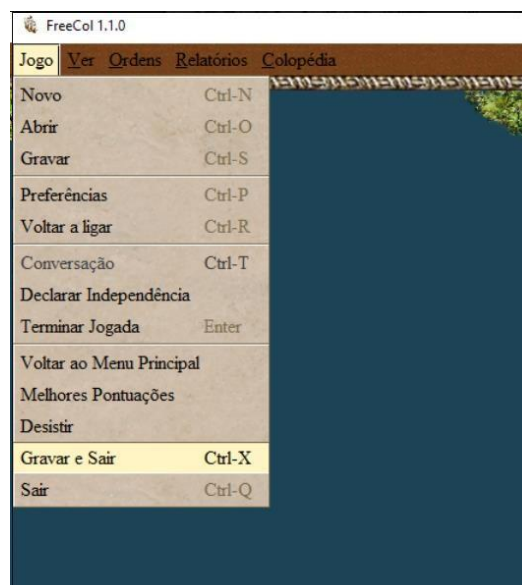 FreeCol 1.1.0
Jogo Ver Ordens Relatórios Colopédia
Novo Ctrl-N
Abrir Ctrl-O
Gravar Ctrl-S
Preferências Ctrl-P
Voltar a ligar Ctrl-R
Conversação Ctrl-T
Declarar Independência
Terminar Jogada Enter
Voltar ao Menu Principal
Melhores Pontuações
Desistir
Gravar e Sair Ctrl-X
Sair Ctrl-Q